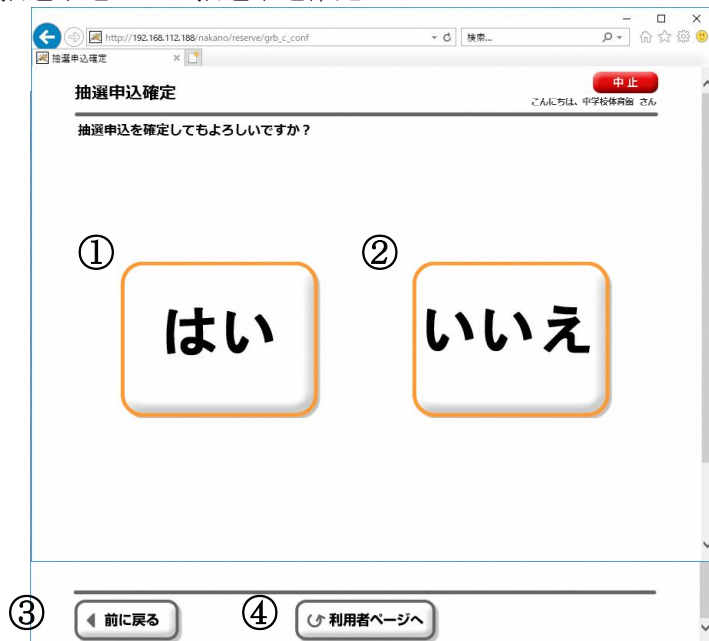 http://192.168.112.188/nakano/reserve/grb_c_conf
検索...
抽選申込確定
抽選申込確定
中止
こんにちは、中学校体育館 さん
抽選申込を確定してもよろしいですか？
①
②
はい
いいえ
③
前に戻る
④
利用者ページへ